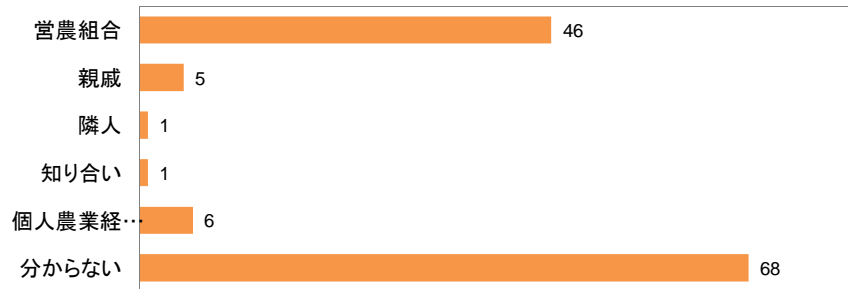 営農組合 46
親戚 5
隣人 1
知り合い 1
個人農業経… 6
分からない 68